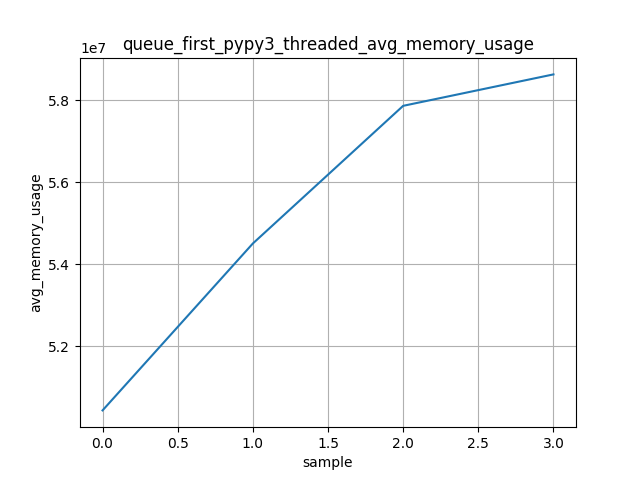 queue_first_pypy3_threaded_avg_memory_usage
1e7
5.8
5.6
5.4
5.2
avg_memory_usage
0.0 0.5 1.0 1.5 2.0 2.5 3.0
sample